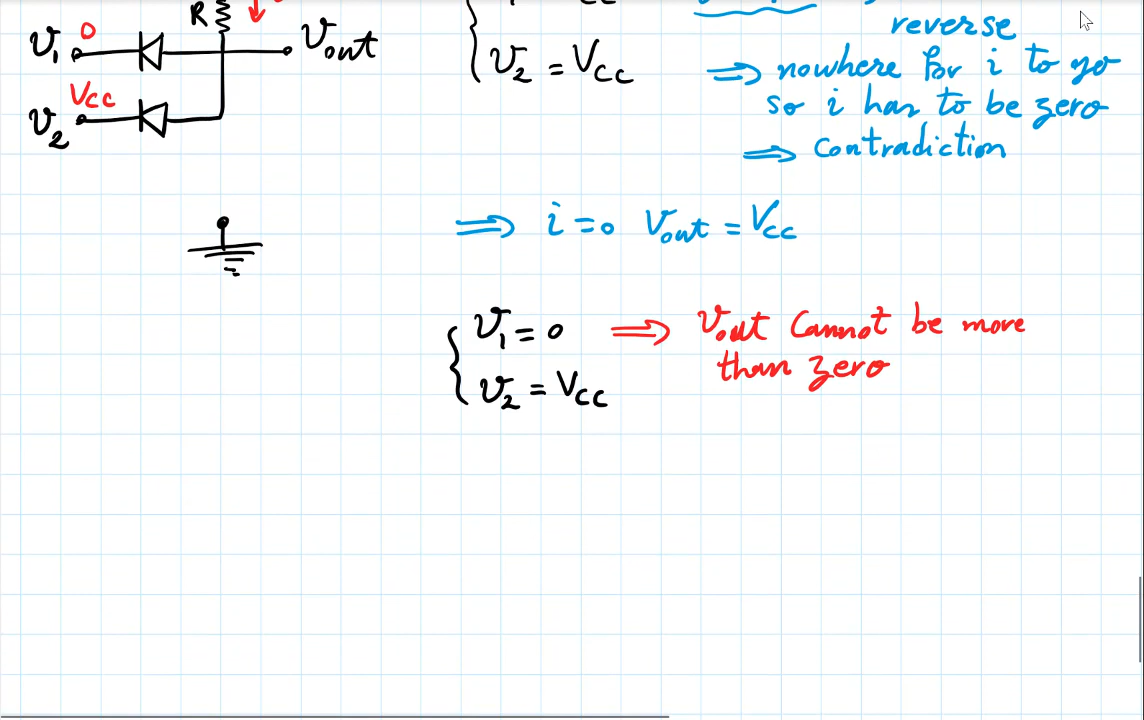 R
V₁ 0 Vout
Vcc
V₂
V₂ = Vcc
reverse
⇒ nowhere for i to go
so i has to be zero
⇒ contradiction
⇒ i = 0 Vout = Vcc
V₁ = 0 ⇒ Vout cannot be more
than zero
V₂ = Vcc